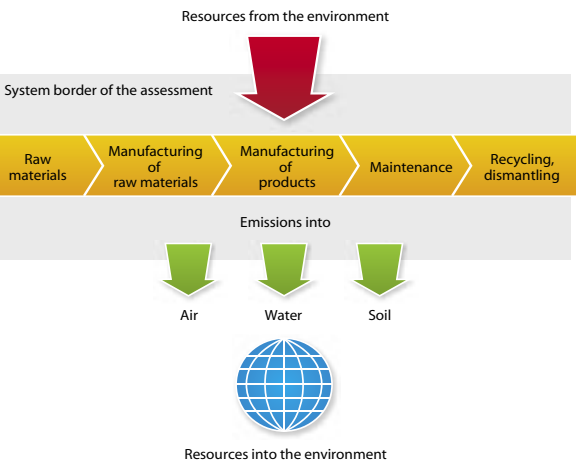 Resources from the environment
System border of the assessment
Raw
materials
Manufacturing
of
raw materials
Manufacturing
of
products
Maintenance
Recycling,
dismantling
Emissions into
Air
Water
Soil
Resources into the environment